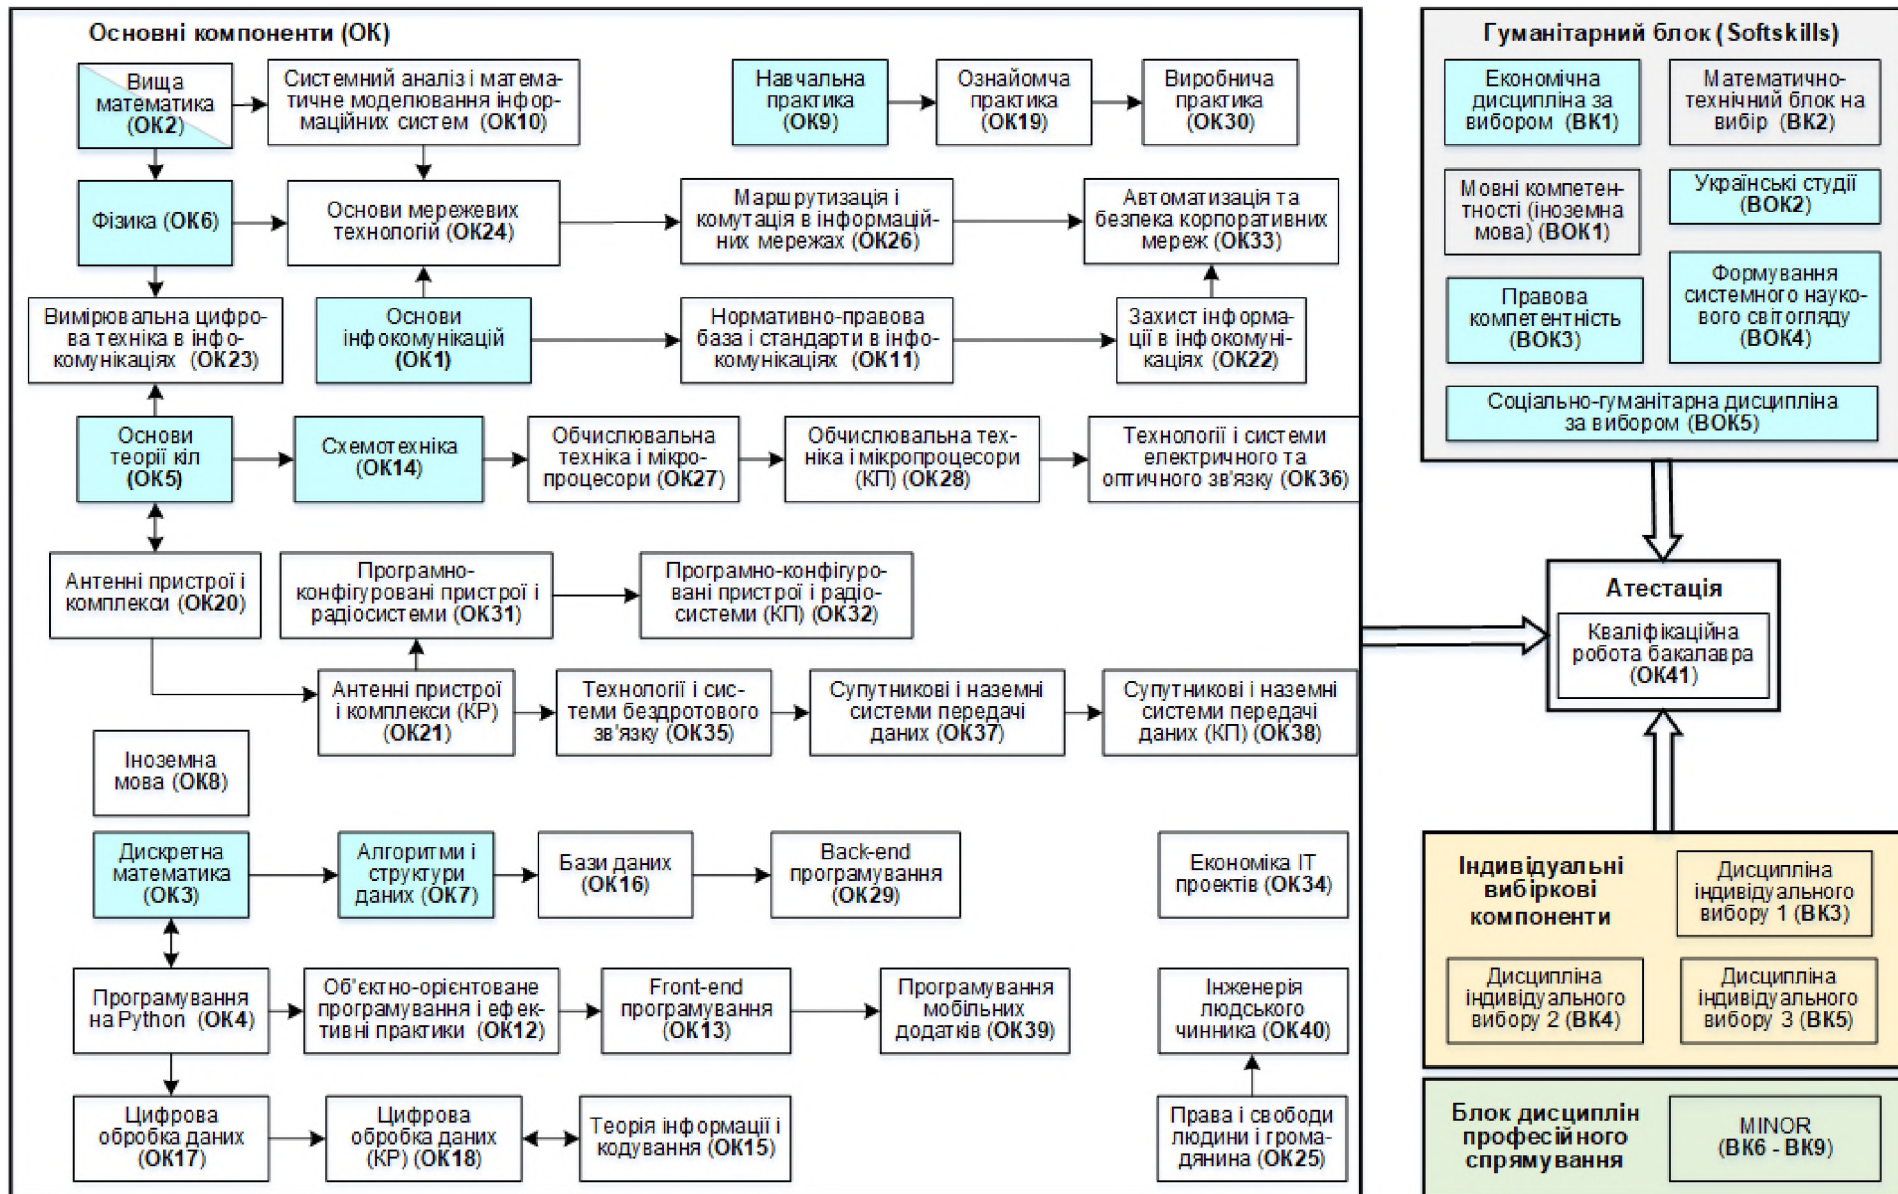 Основні компоненти (ОК)
Вища
математика
(ОК2)
Системний аналіз і матема-
тичне моделювання інфор-
маційних систем (ОК10)
Навчальна
практика
(ОК9)
Ознайомча
практика
(ОК19)
Виробнича
практика
(ОК30)
Фізика (ОК6)
Основи мережевих
технологій (ОК24)
Маршрутизація і
комутація в інформацій-
них мережах (ОК26)
Автоматизація та
безпека корпоративних
мереж (ОК33)
Вимірювальна цифро-
ва техніка в інфо-
комунікаціях (ОК23)
Основи
інфокомунікацій
(ОК1)
Нормативно-правова
база і стандарти в інфо-
комунікаціях (ОК11)
Захист інформа-
ції в інфокомуні-
каціях (ОК22)
Основи
теорії кіл
(ОК5)
Схемотехніка
(ОК14)
Обчислювальна
техніка і мікро-
процесори (ОК27)
Обчислювальна тех-
ніка і мікропроцесори
(КП) (ОК28)
Технології і системи
електричного та
оптичного зв'язку (ОК36)
Антенні пристрої і
комплекси (ОК20)
Програмно-
конфігуровані пристрої і
радіосистеми (ОК31)
Програмно-конфігуро-
вані пристрої і радіо-
системи (КП) (ОК32)
Антенні пристрої
і комплекси (КР)
(ОК21)
Технології і сис-
теми бездротового
зв'язку (ОК35)
Супутникові і наземні
системи передачі
даних (ОК37)
Супутникові і наземні
системи передачі
даних (КП) (ОК38)
Іноземна
мова (ОК8)
Дискретна
математика
(ОК3)
Алгоритми і
структури
даних (ОК7)
Бази даних
(ОК16)
Back-end
програмування
(ОК29)
Економіка ІТ
проектів (ОК34)
Програмування
на Python (ОК4)
Об'єктно-орієнтоване
програмування і ефек-
тивні практики (ОК12)
Front-end
програмування
(ОК13)
Програмування
мобільних
додатків (ОК39)
Інженерія
людського
чинника (ОК40)
Цифрова
обробка даних
(ОК17)
Цифрова
обробка даних
(КР) (ОК18)
Теорія інформації і
кодування (ОК15)
Права і свободи
людини і грома-
дянина (ОК25)
Гуманітарний блок (Softskills)
Економічна
дисципліна за
вибором (ВК1)
Математично-
технічний блок на
вибір (ВК2)
Мовні компетен-
тності (іноземна
мова) (ВОК1)
Українські студії
(ВОК2)
Правова
компетентність
(ВОК3)
Формування
системного науко-
вого світогляду
(ВОК4)
Соціально-гуманітарна дисципліна
за вибором (ВОК5)
Атестація
Кваліфікаційна
робота бакалавра
(ОК41)
Індивідуальні
вибіркові
компоненти
Дисципліна
індивідуального
вибору 1 (ВК3)
Дисципліна
індивідуального
вибору 2 (ВК4)
Дисципліна
індивідуального
вибору 3 (ВК5)
Блок дисциплін
професійного
спрямування
MINOR
(ВК6 - ВК9)